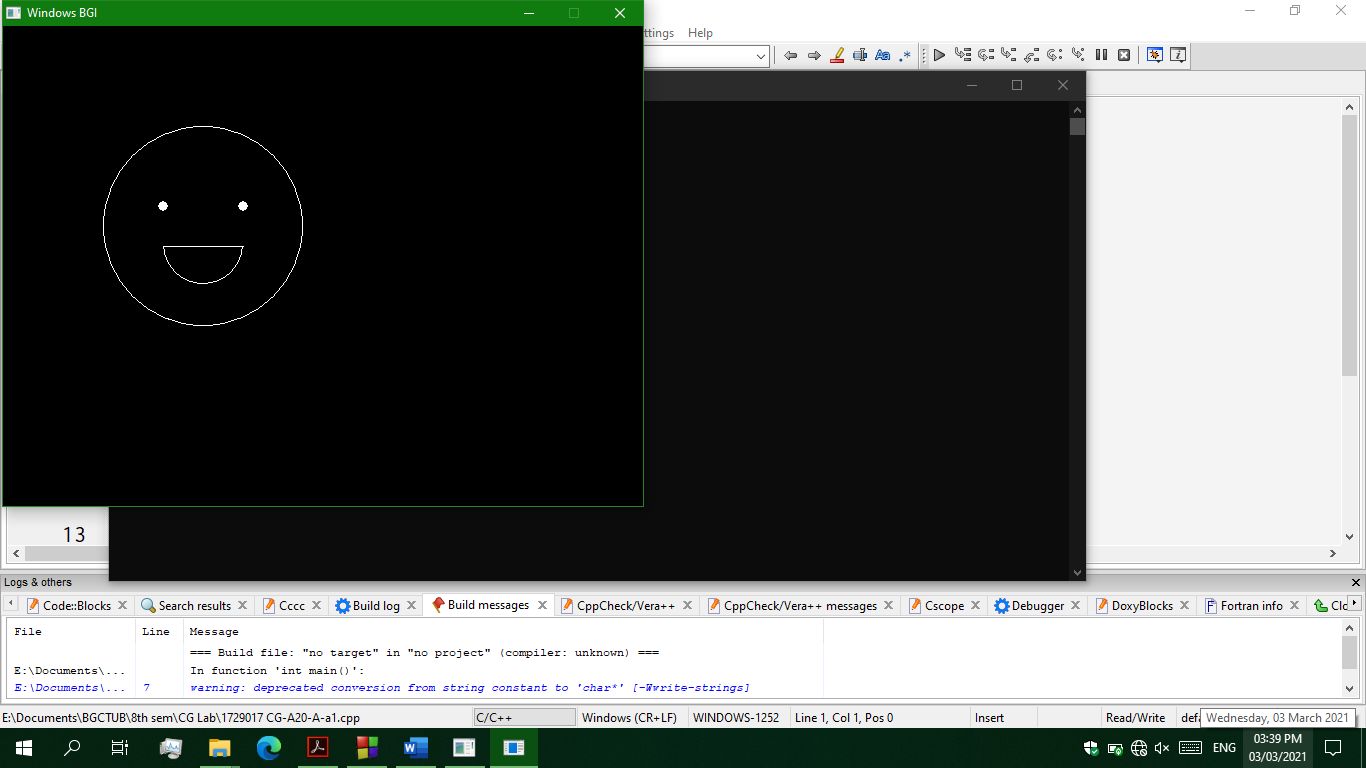 Windows BGI
ttings Help
13
Logs & others
Code::Blocks Search results Cccc Build log Build messages CppCheck/Vera++ CppCheck/Vera++ messages Cscope Debugger DoxyBlocks Fortran info Clo
File Line Message
=== Build file: "no target" in "no project" (compiler: unknown) ===
E:\Documents\... In function 'int main()':
E:\Documents\... 7 warning: deprecated conversion from string constant to 'char*' [-Wwrite-strings]
E:\Documents\BGCTUB\8th sem\CG Lab\1729017 CG-A20-A-a1.cpp C/C++ Windows (CR+LF) WINDOWS-1252 Line 1, Col 1, Pos 0 Insert Read/Write defa Wednesday, 03 March 2021
ENG 03:39 PM
03/03/2021